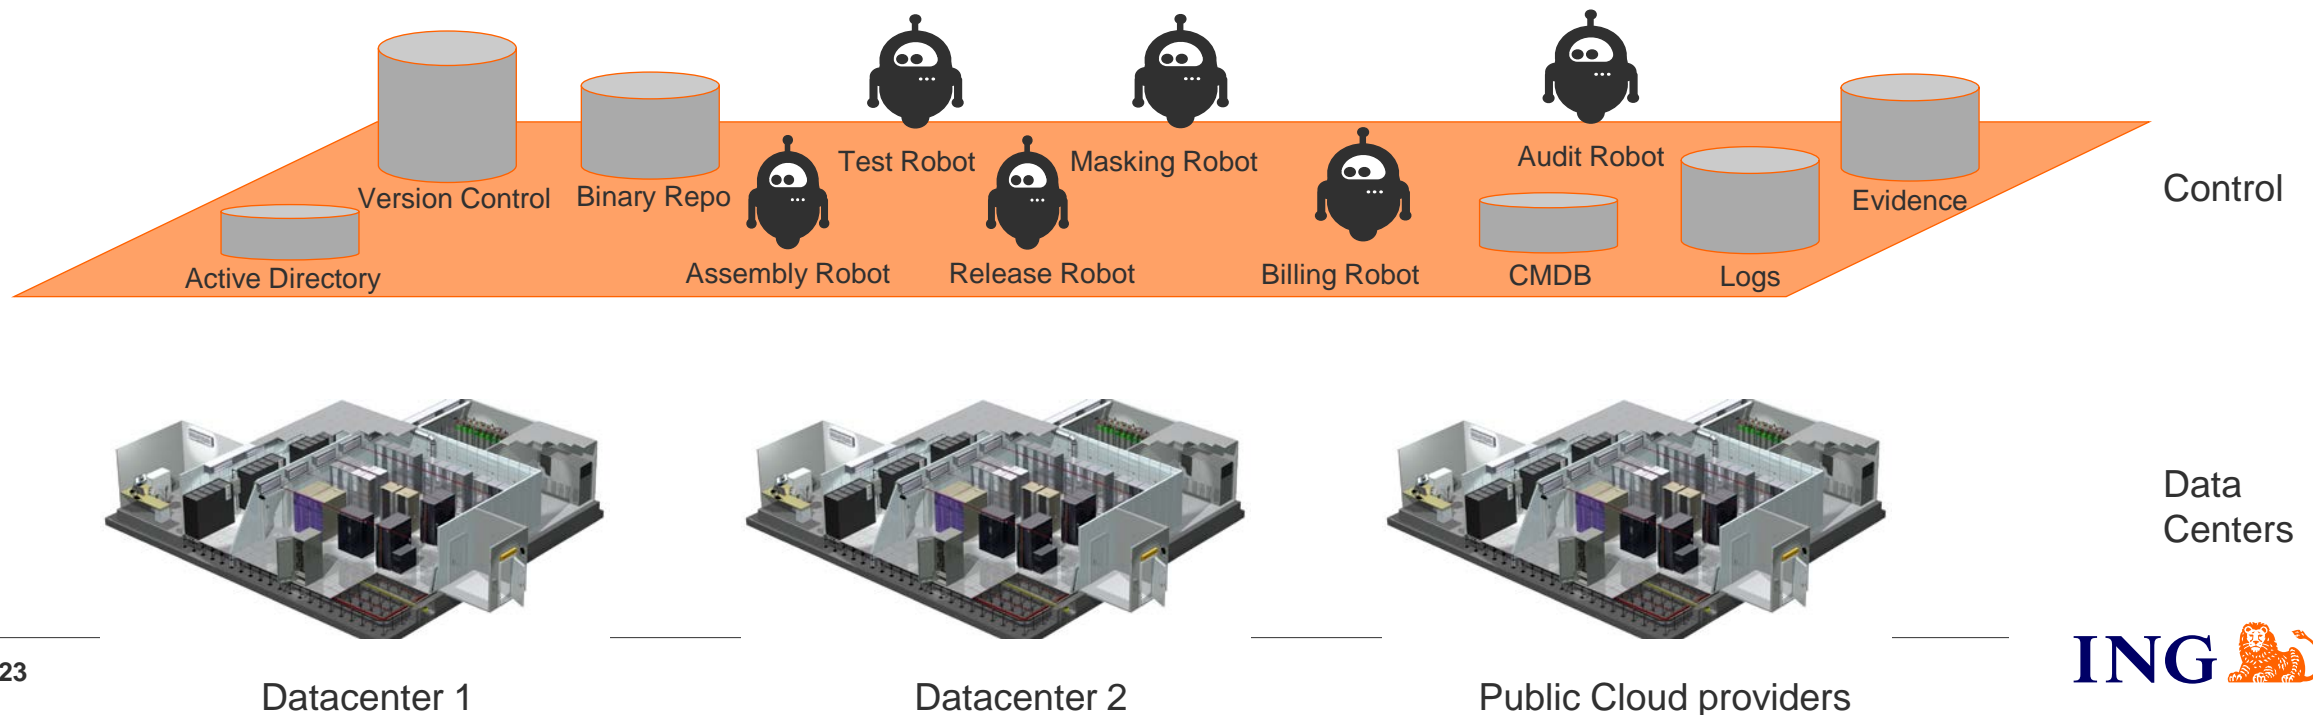 Test Robot
Masking Robot
Audit Robot
Version Control
Binary Repo
Evidence
Control
Active Directory
Assembly Robot
Release Robot
Billing Robot
CMDB
Logs
Data
Centers
23
Datacenter 1
Datacenter 2
Public Cloud providers
ING